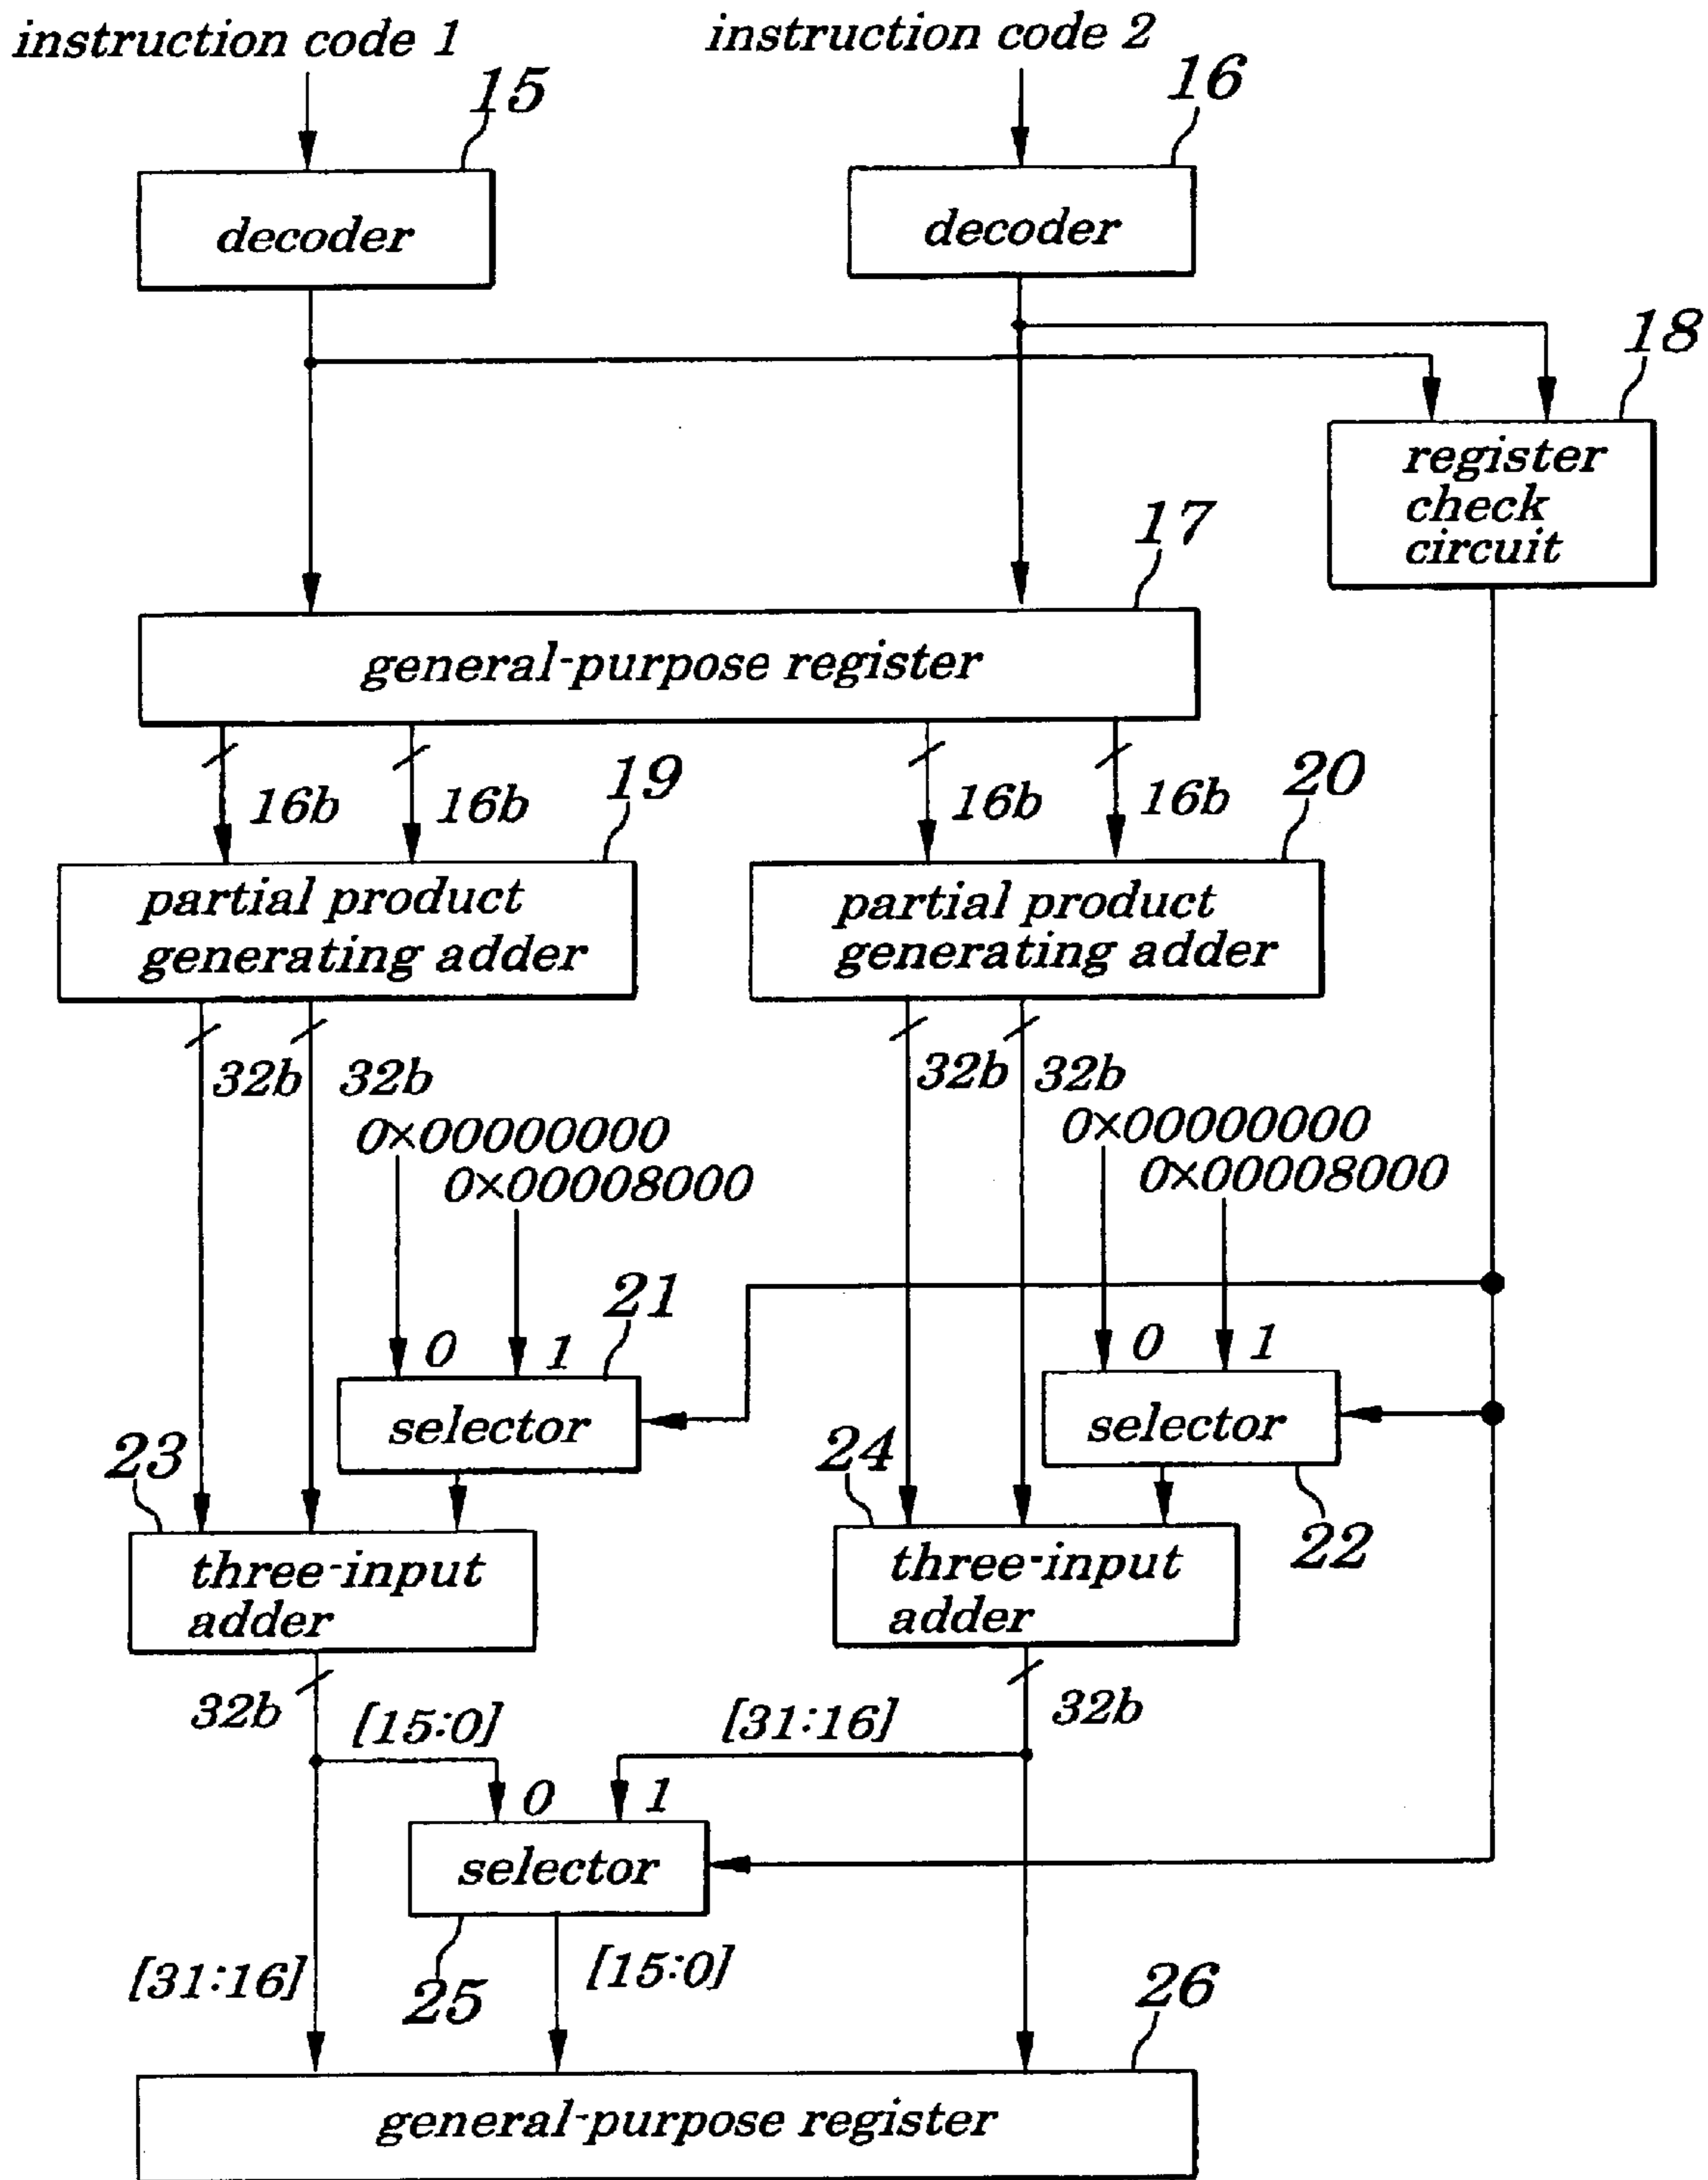 instruction code 1
instruction code 2
15
16
decoder
decoder
18
register
check
circuit
17
general-purpose register
16b
16b
19
16b
16b
20
partial product
generating adder
partial product
generating adder
32b
32b
32b
32b
0×00000000
0×00008000
0×00000000
0×00008000
21
0
1
0
1
selector
selector
23
24
22
three-input
adder
three-input
adder
32b
[15:0]
[31:16]
32b
0
1
selector
[31:16]
25
[15:0]
26
general-purpose register